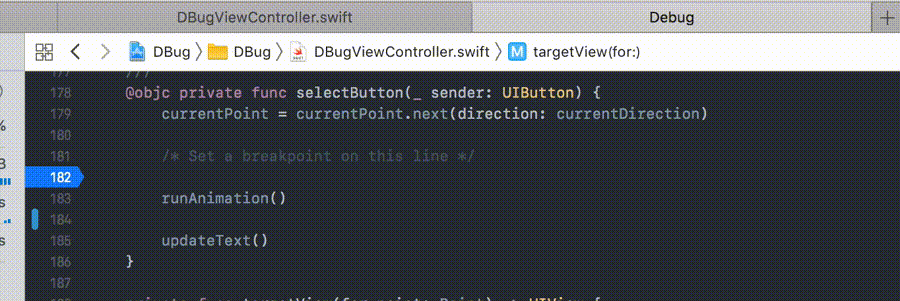 DBugViewController.swift
Debug
DBug
DBug
DBugViewController.swift
M
targetView(for:)
177 ///
178 @objc private func selectButton(_ sender: UIButton) {
179 currentPoint = currentPoint.next(direction: currentDirection)
180
181 /* Set a breakpoint on this line */
182
183 runAnimation()
184
185 updateText()
186 }
187